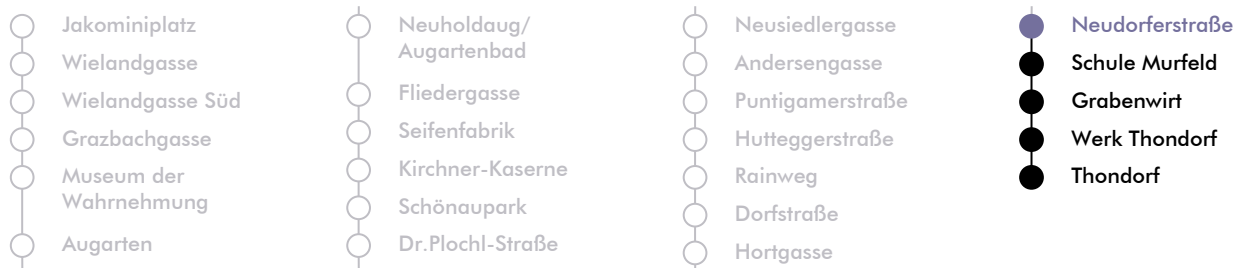 Jakominiplatz
Wielandgasse
Wielandgasse Süd
Grazbachgasse
Museum der
Wahrnehmung
Augarten
Neuholdaug/
Augartenbad
Fliedergasse
Seifenfabrik
Kirchner-Kaserne
Schönaupark
Dr.Plochl-Straße
Neusiedlergasse
Andersengasse
Puntigamerstraße
Hutteggerstraße
Rainweg
Dorfstraße
Hortgasse
Neudorferstraße
Schule Murfeld
Grabenwirt
Werk Thondorf
Thondorf